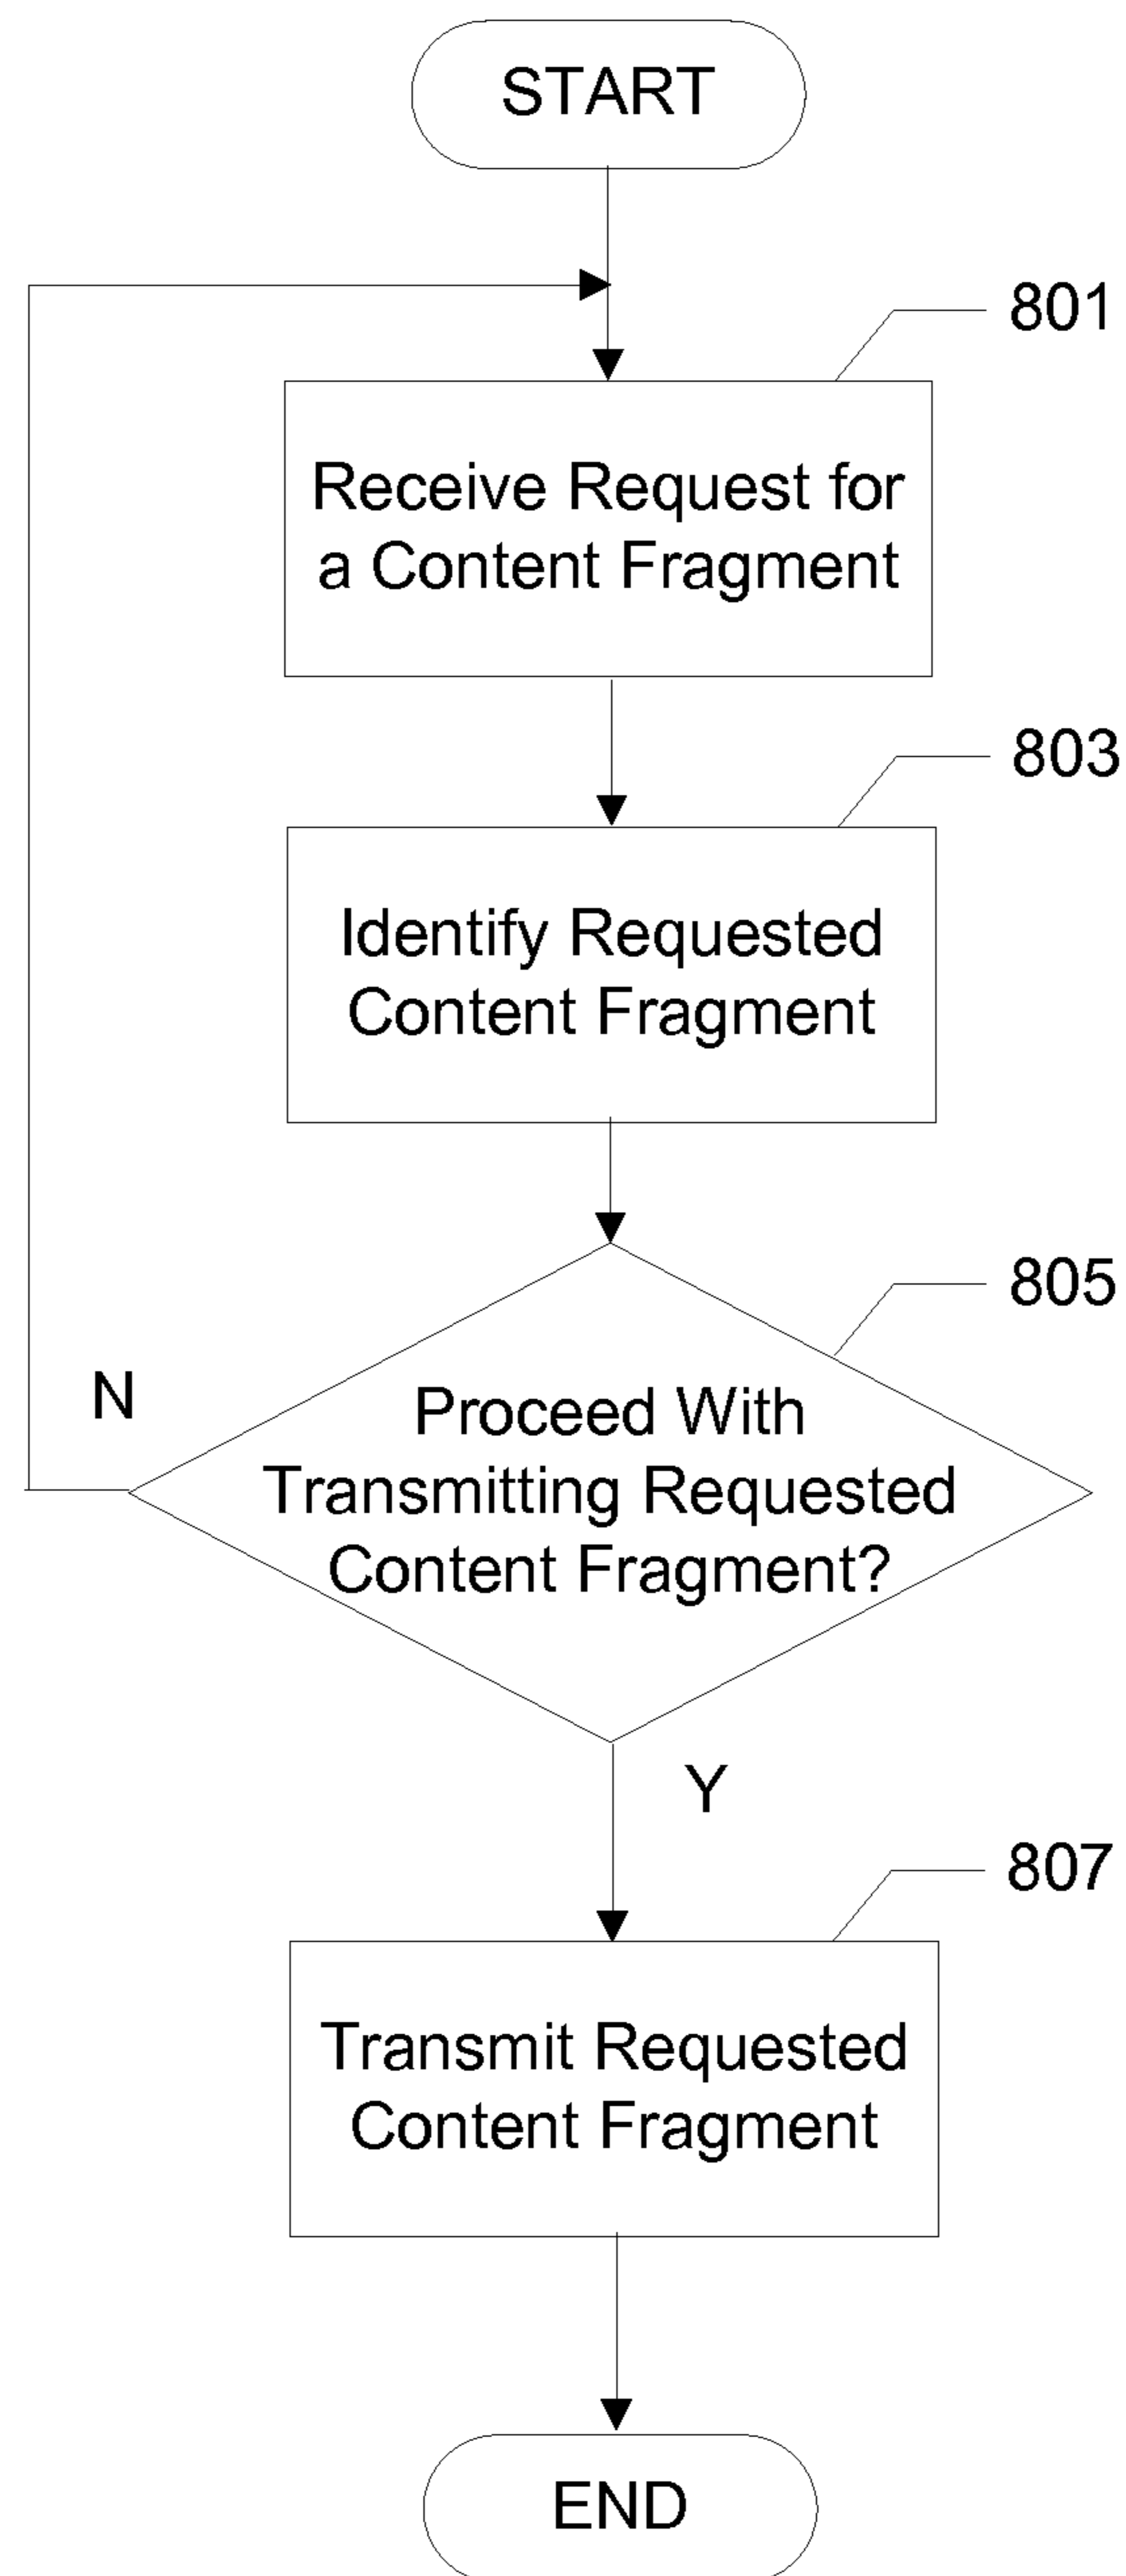 START
801
Receive Request for
a Content Fragment
803
Identify Requested
Content Fragment
805
Proceed With
Transmitting Requested
Content Fragment?
N
Y
807
Transmit Requested
Content Fragment
END